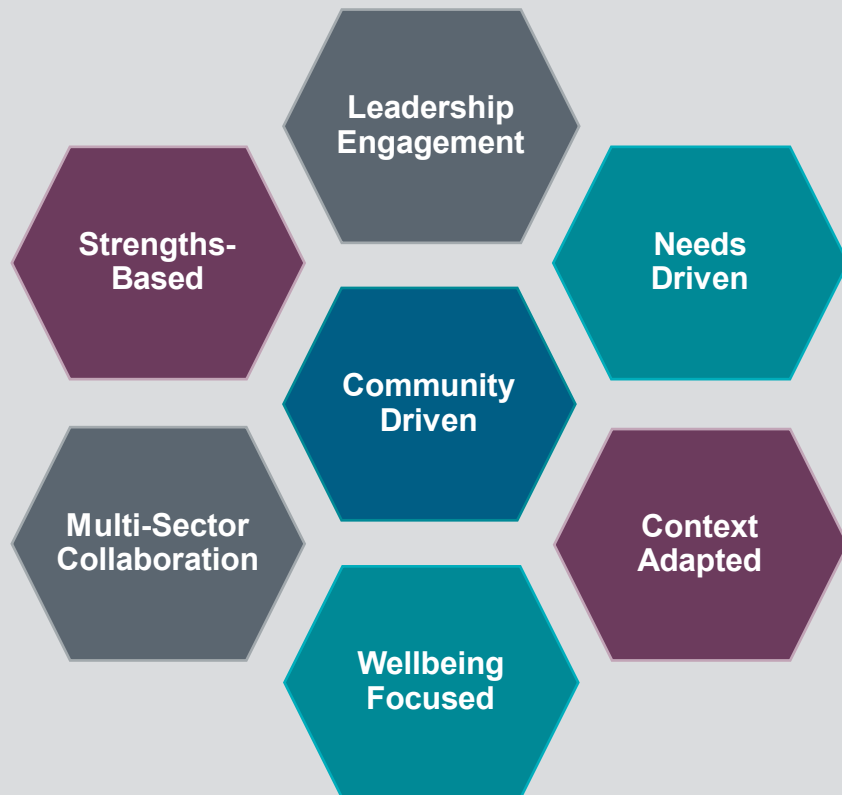 Leadership
Engagement
Strengths-
Based
Needs
Driven
Community
Driven
Multi-Sector
Collaboration
Context
Adapted
Wellbeing
Focused